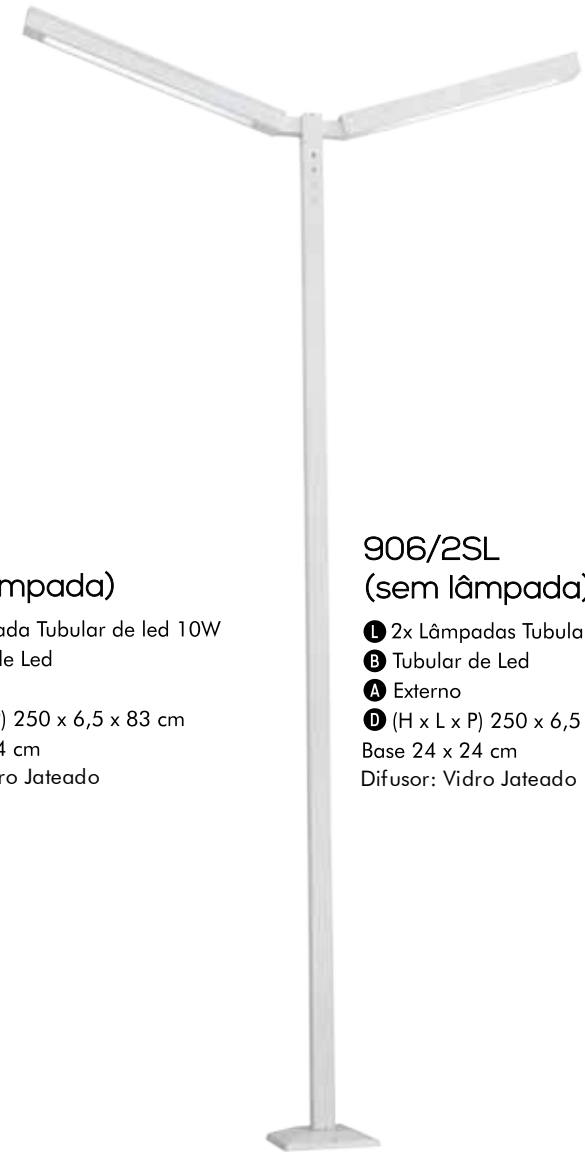 mpada)
ada Tubular de led 10W
de Led
) 250 x 6,5 x 83 cm
4 cm
ro Jateado
906/2SL
(sem lâmpada)
L 2x Lâmpadas Tubula
B Tubular de Led
A Externo
D (H x L x P) 250 x 6,5
Base 24 x 24 cm
Difusor: Vidro Jateado